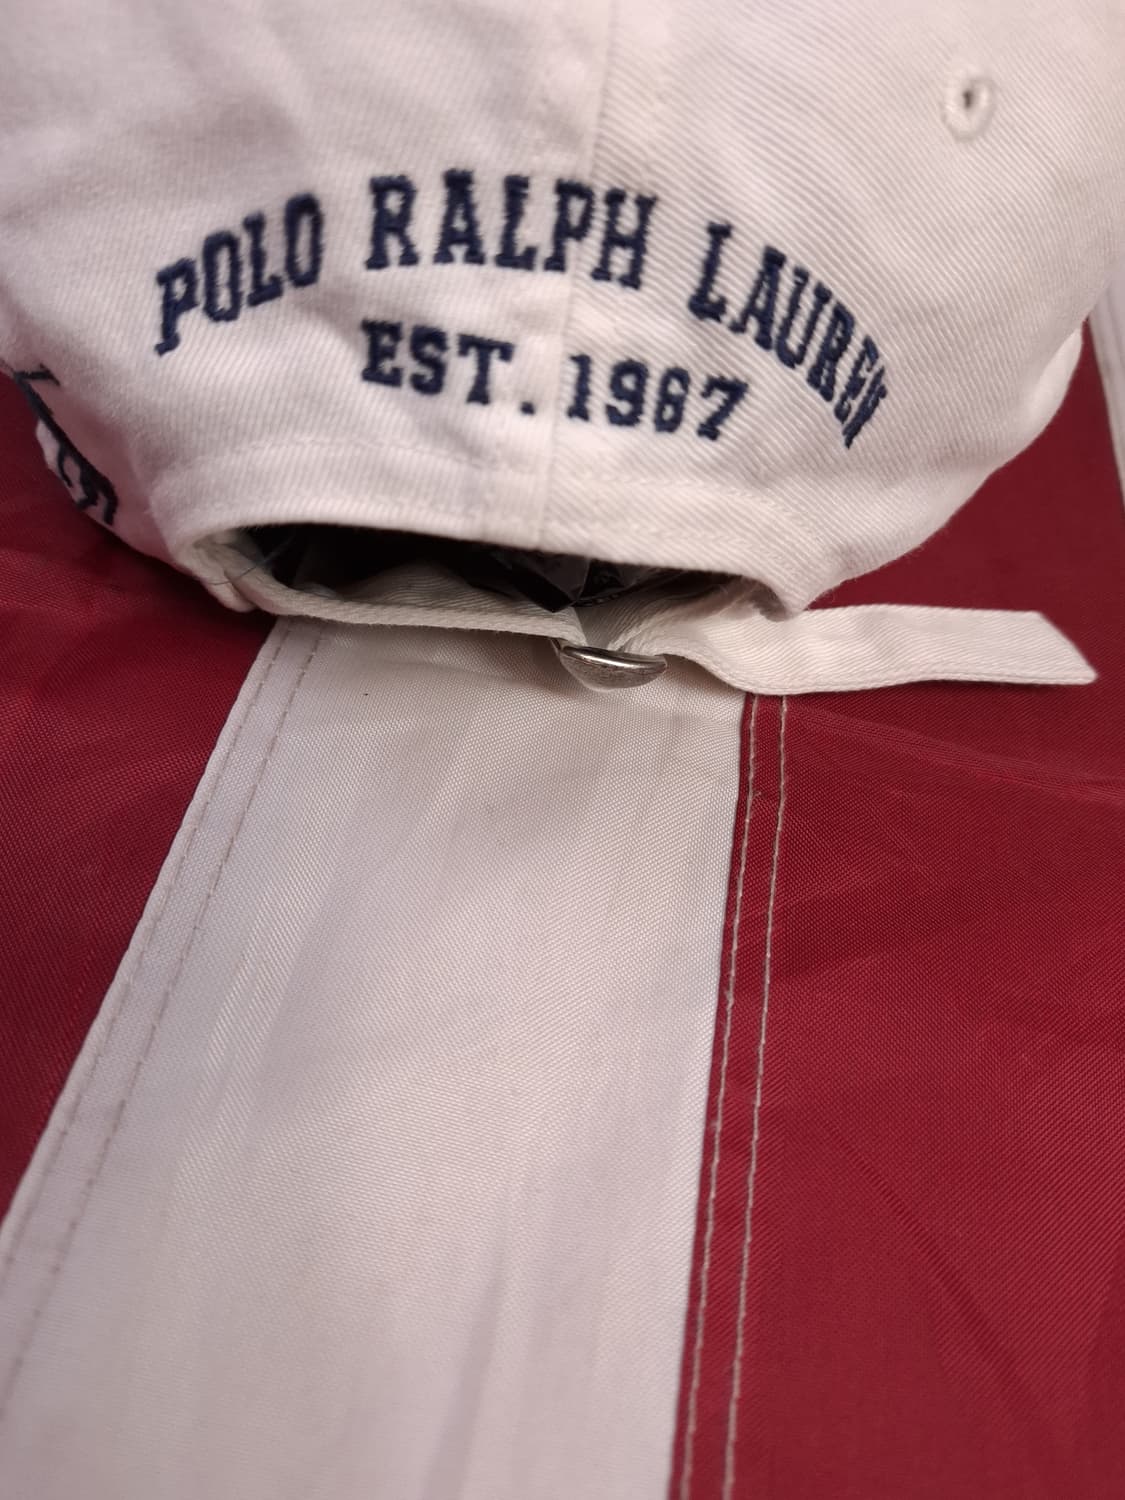 POLO RALPH LAUREN
EST. 1967